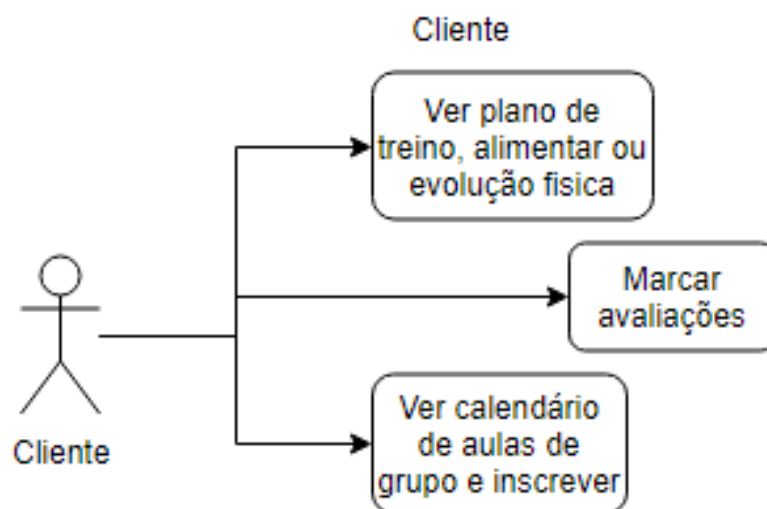 Cliente
Ver plano de
treino, alimentar ou
evolução fisica
Marcar
avaliações
Ver calendário
de aulas de
grupo e inscrever
Cliente